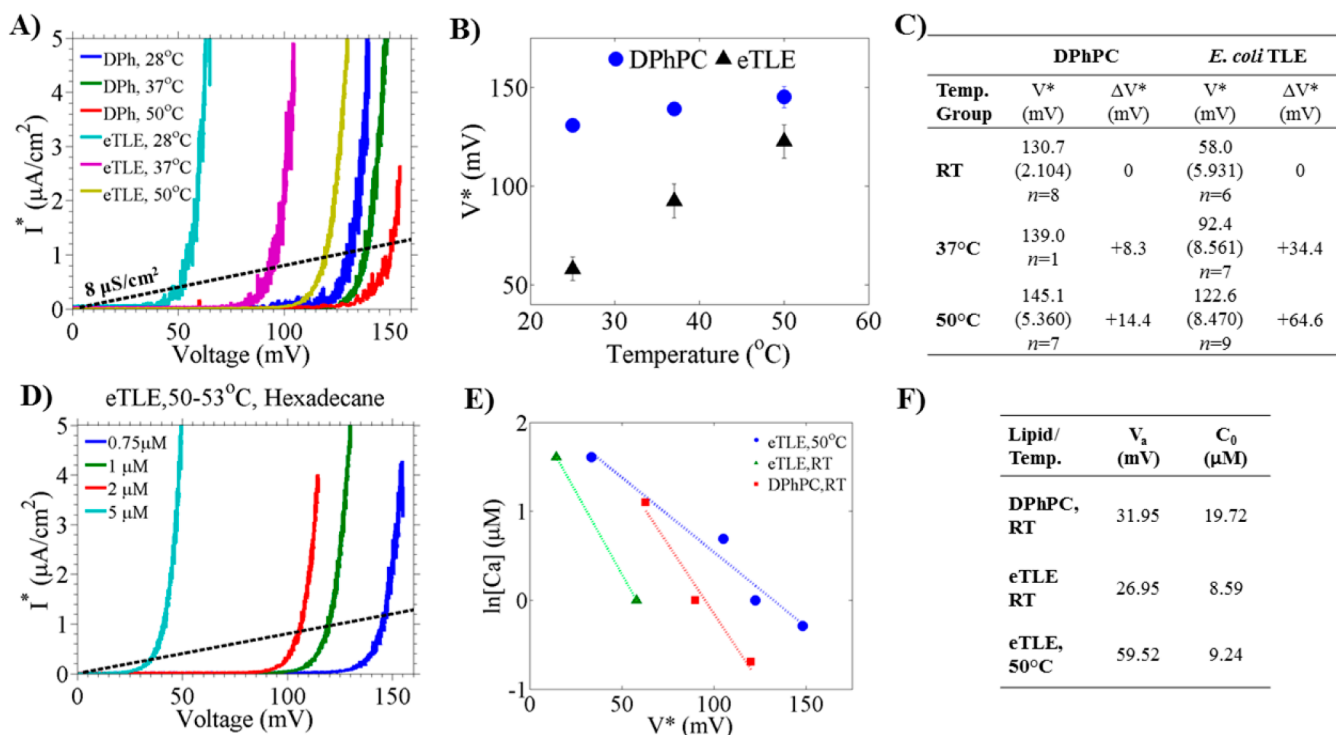 A)
I* (μA/cm²)
5
4
3
2
1
0
DPh, 28°C
DPh, 37°C
DPh, 50°C
eTLE, 28°C
eTLE, 37°C
eTLE, 50°C
8 μS/cm²
0 50 100 150
Voltage (mV)
B)
DPhPC eTLE
V* (mV)
150
100
50
20 30 40 50 60
Temperature (°C)
C)
DPhPC E. coli TLE
Temp. Group V* (mV) ΔV* (mV) V* (mV) ΔV* (mV)
RT 130.7 (2.104) n=8 0 58.0 (5.931) n=6 0
37°C 139.0 n=1 +8.3 92.4 (8.561) n=7 +34.4
50°C 145.1 (5.360) n=7 +14.4 122.6 (8.470) n=9 +64.6
D)
eTLE,50-53°C, Hexadecane
I* (μA/cm²)
5
4
3
2
1
0
0.75μM
1 μM
2 μM
5 μM
0 50 100 150
Voltage (mV)
E)
ln[Ca] (μM)
2
1
0
-1
eTLE,50°C
eTLE,RT
DPhPC,RT
0 50 100 150
V* (mV)
F)
Lipid/ Temp. Va (mV) C0 (μM)
DPhPC, RT 31.95 19.72
eTLE RT 26.95 8.59
eTLE, 50°C 59.52 9.24